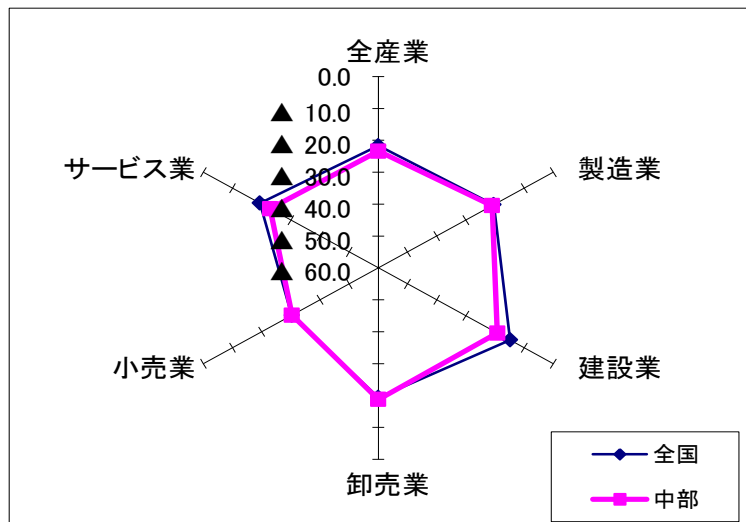 全産業
0.0
▲ 10.0
▲ 20.0
▲ 30.0
▲ 40.0
▲ 50.0
▲ 60.0
製造業
建設業
卸売業
小売業
サービス業
全国
中部